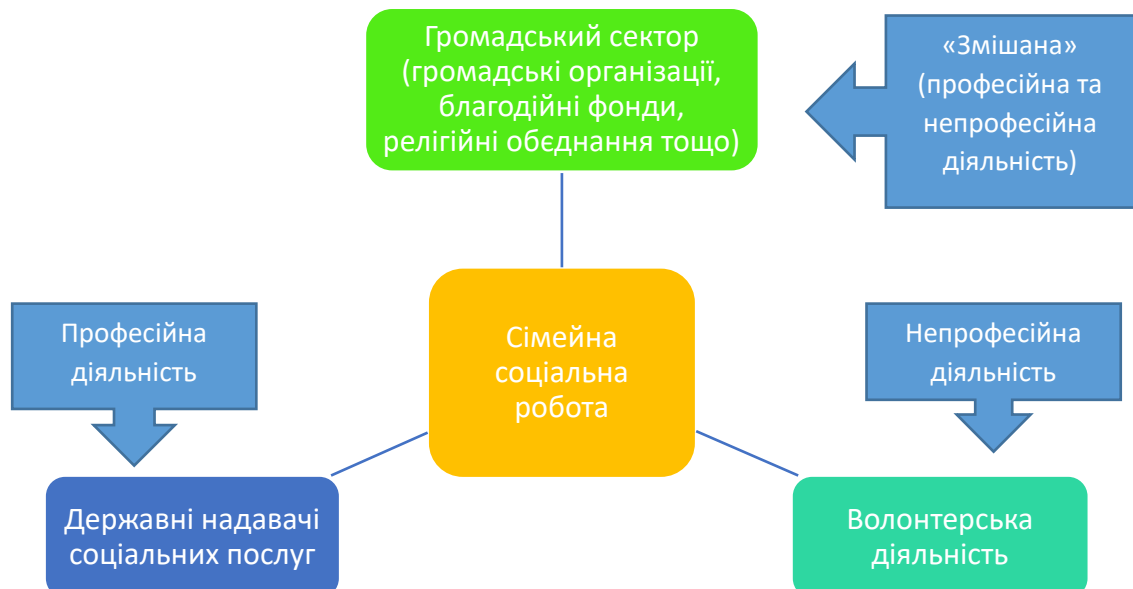 Громадський сектор
(громадські організації,
благодійні фонди,
релігійні обєднання тощо)
«Змішана»
(професійна та
непрофесійна
діяльність)
Професійна
діяльність
Сімейна
соціальна
робота
Непрофесійна
діяльність
Державні надавачі
соціальних послуг
Волонтерська
діяльність